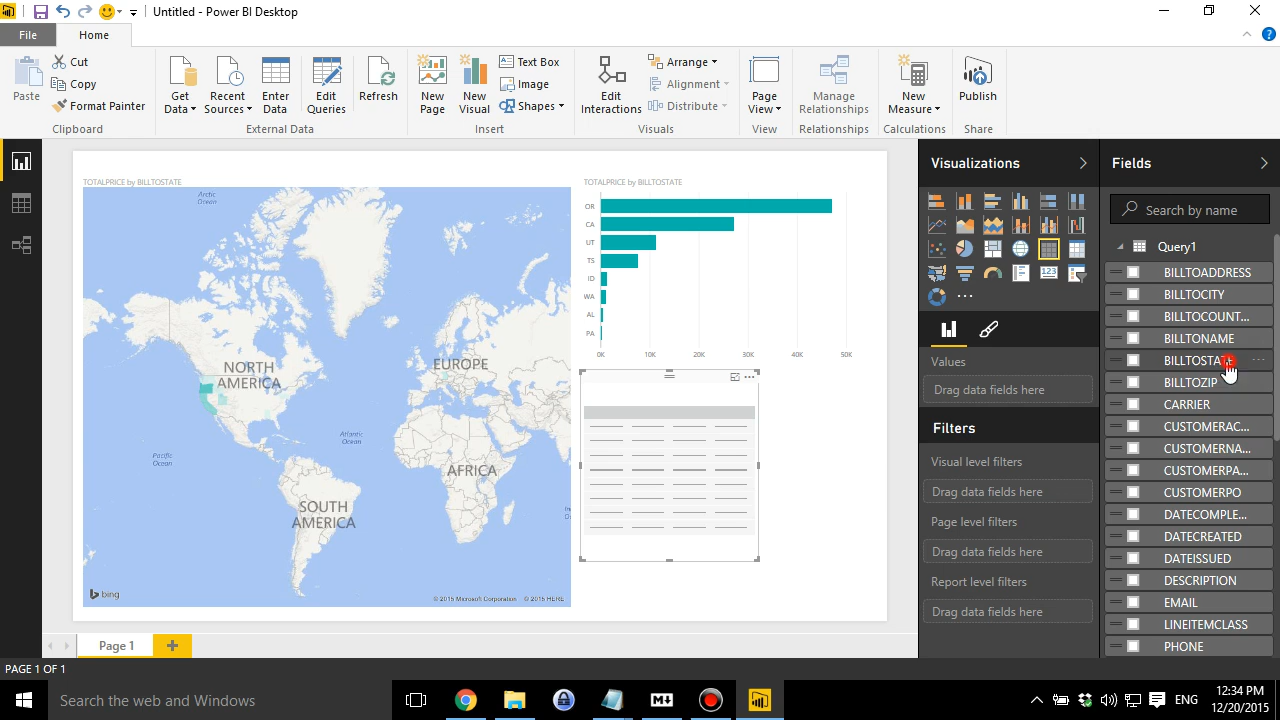 Untitled - Power BI Desktop
File
Home
Paste
Cut
Copy
Format Painter
Clipboard
Get Data
Recent Sources
Enter Data
Edit Queries
Refresh
External Data
New Page
New Visual
Text Box
Image
Shapes
Insert
Edit Interactions
Arrange
Alignment
Distribute
Visuals
Page View
View
Manage Relationships
Relationships
New Measure
Calculations
Publish
Share
TOTALPRICE by BILLTOSTATE
Arctic Ocean
NORTH AMERICA
EUROPE
Atlantic Ocean
Pacific Ocean
AFRICA
SOUTH AMERICA
bing
© 2015 Microsoft Corporation © 2015 HERE
TOTALPRICE by BILLTOSTATE
OR
CA
UT
TS
ID
WA
AL
PA
0K 10K 20K 30K 40K 50K
Visualizations
123
Values
Drag data fields here
Filters
Visual level filters
Drag data fields here
Page level filters
Drag data fields here
Report level filters
Drag data fields here
Fields
Search by name
Query1
BILLTOADDRESS
BILLTOCITY
BILLTOCOUNT...
BILLTONAME
BILLTOSTATE
BILLTOZIP
CARRIER
CUSTOMERAC...
CUSTOMERNA...
CUSTOMERPA...
CUSTOMERPO
DATECOMPLE...
DATECREATED
DATEISSUED
DESCRIPTION
EMAIL
LINEITEMCLASS
PHONE
Page 1
PAGE 1 OF 1
Search the web and Windows
ENG
12:34 PM
12/20/2015